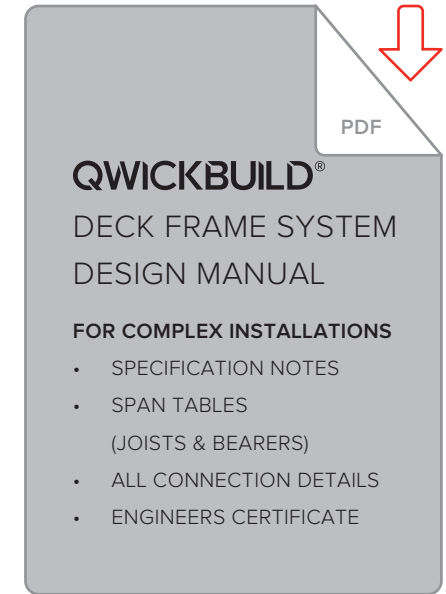 PDF
QWICKBUILD®
DECK FRAME SYSTEM
DESIGN MANUAL
FOR COMPLEX INSTALLATIONS
• SPECIFICATION NOTES
• SPAN TABLES
(JOISTS & BEARERS)
• ALL CONNECTION DETAILS
• ENGINEERS CERTIFICATE